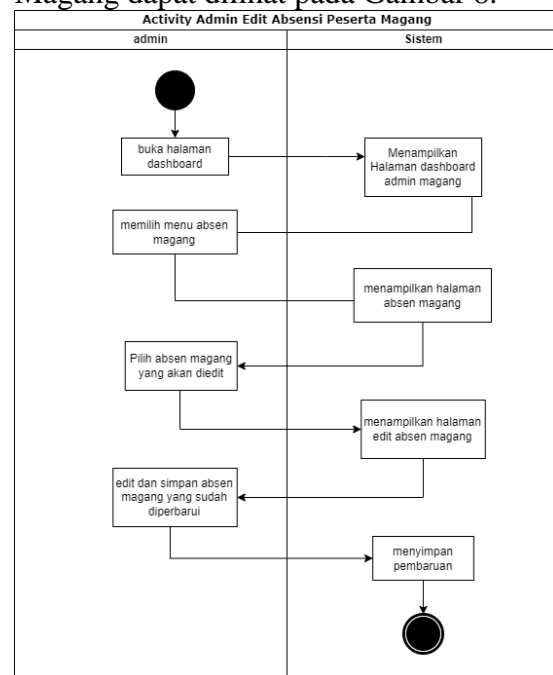 Magang dapat dilihat pada Gambar 8.
Activity Admin Edit Absensi Peserta Magang
admin
Sistem
buka halaman
dashboard
Menampilkan
Halaman dashboard
admin magang
memilih menu absen
magang
menampilkan halaman
absen magang
Pilih absen magang
yang akan diedit
menampilkan halaman
edit absen magang
edit dan simpan absen
magang yang sudah
diperbarui
menyimpan
pembaruan